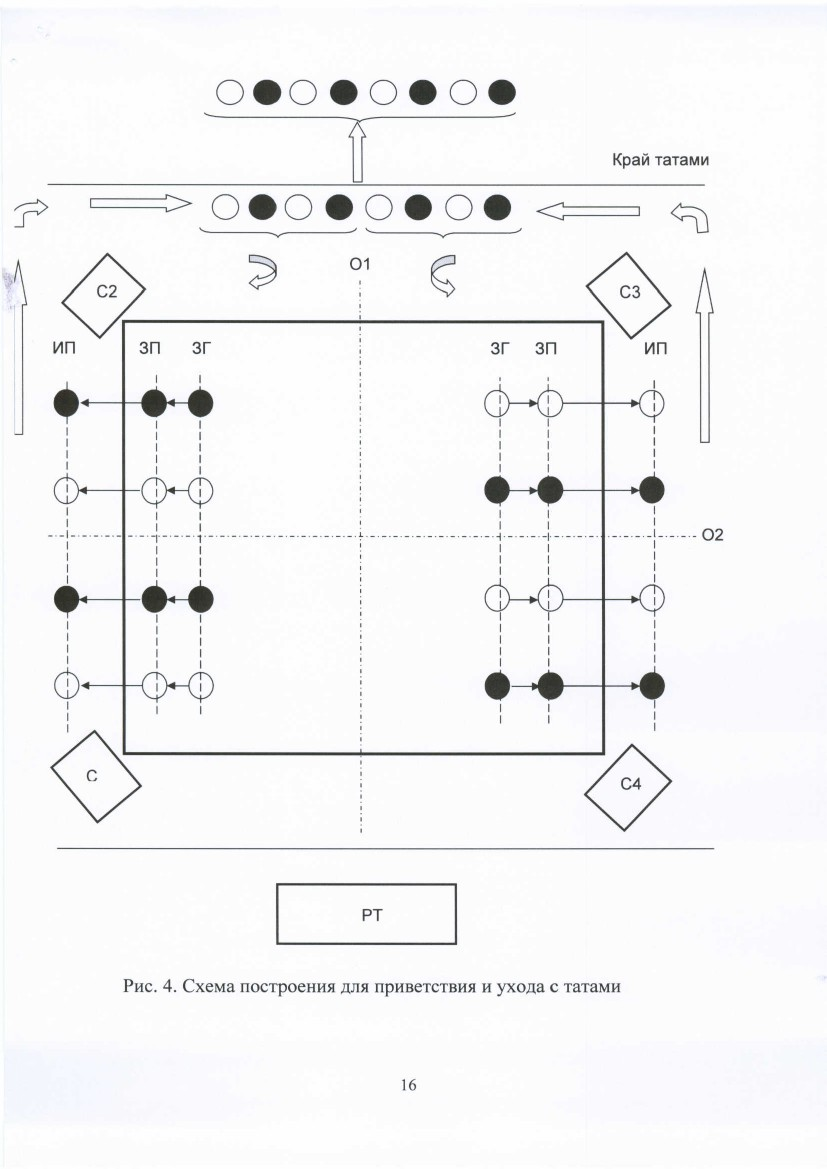 Край татами
О1
С2
С3
ИП ЗП ЗГ ЗГ ЗП ИП
О2
С
С4
РТ
Рис. 4. Схема построения для приветствия и ухода с татами
16